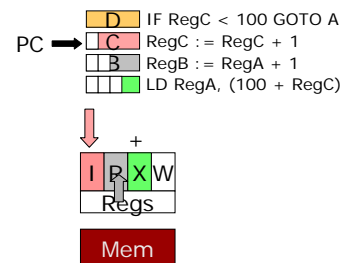 D IF RegC < 100 GOTO A
PC C RegC := RegC + 1
B RegB := RegA + 1
LD RegA, (100 + RegC)
+
I R X W
Regs
Mem